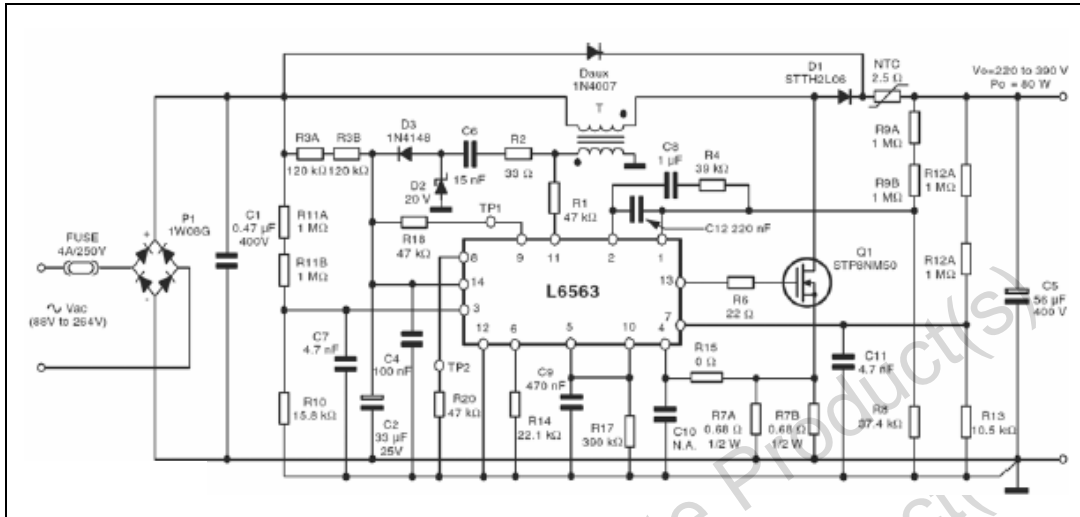 Daux
1N4007
T
D1
STTH2L06
NTC
2.5 Ω
Vo=220 to 390 V
Po = 80 W
R3A
120 kΩ
R3B
120 kΩ
D3
1N4148
C6
15 nF
R2
33 Ω
D2
20 V
TP1
R18
47 kΩ
R1
47 kΩ
C8
1 µF
R4
39 kΩ
C12 220 nF
R9A
1 MΩ
R9B
1 MΩ
R12A
1 MΩ
R12A
1 MΩ
FUSE
4A/250V
P1
1W08G
C1
0.47 µF
400V
R11A
1 MΩ
R11B
1 MΩ
Vac
(88V to 264V)
8
14
3
9
11
2
1
13
7
12
6
5
10
4
L6563
Q1
STP8NM50
R6
22 Ω
C5
56 µF
400 V
C7
4.7 nF
C4
100 nF
TP2
C9
470 nF
R15
0 Ω
C11
4.7 nF
R10
15.8 kΩ
C2
33 µF
25V
R20
47 kΩ
R14
22.1 kΩ
R17
390 kΩ
C10
N.A.
R7A
0.68 Ω
1/2 W
R7B
0.68 Ω
1/2 W
R8
37.4 kΩ
R13
10.5 kΩ
Product(s)